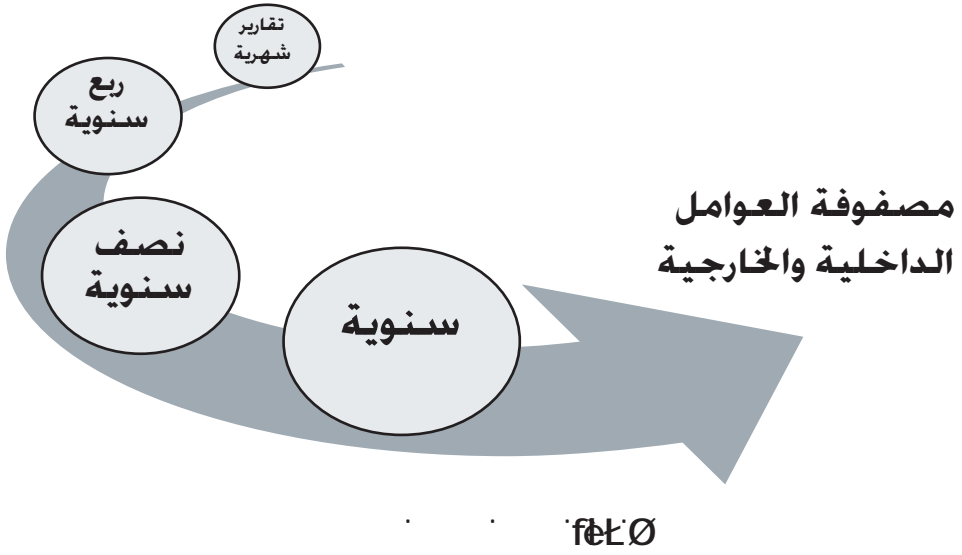 تقارير
شهرية
ربع
سنوية
نصف
سنوية
سنوية
مصفوفة العوامل
الداخلية والخارجية